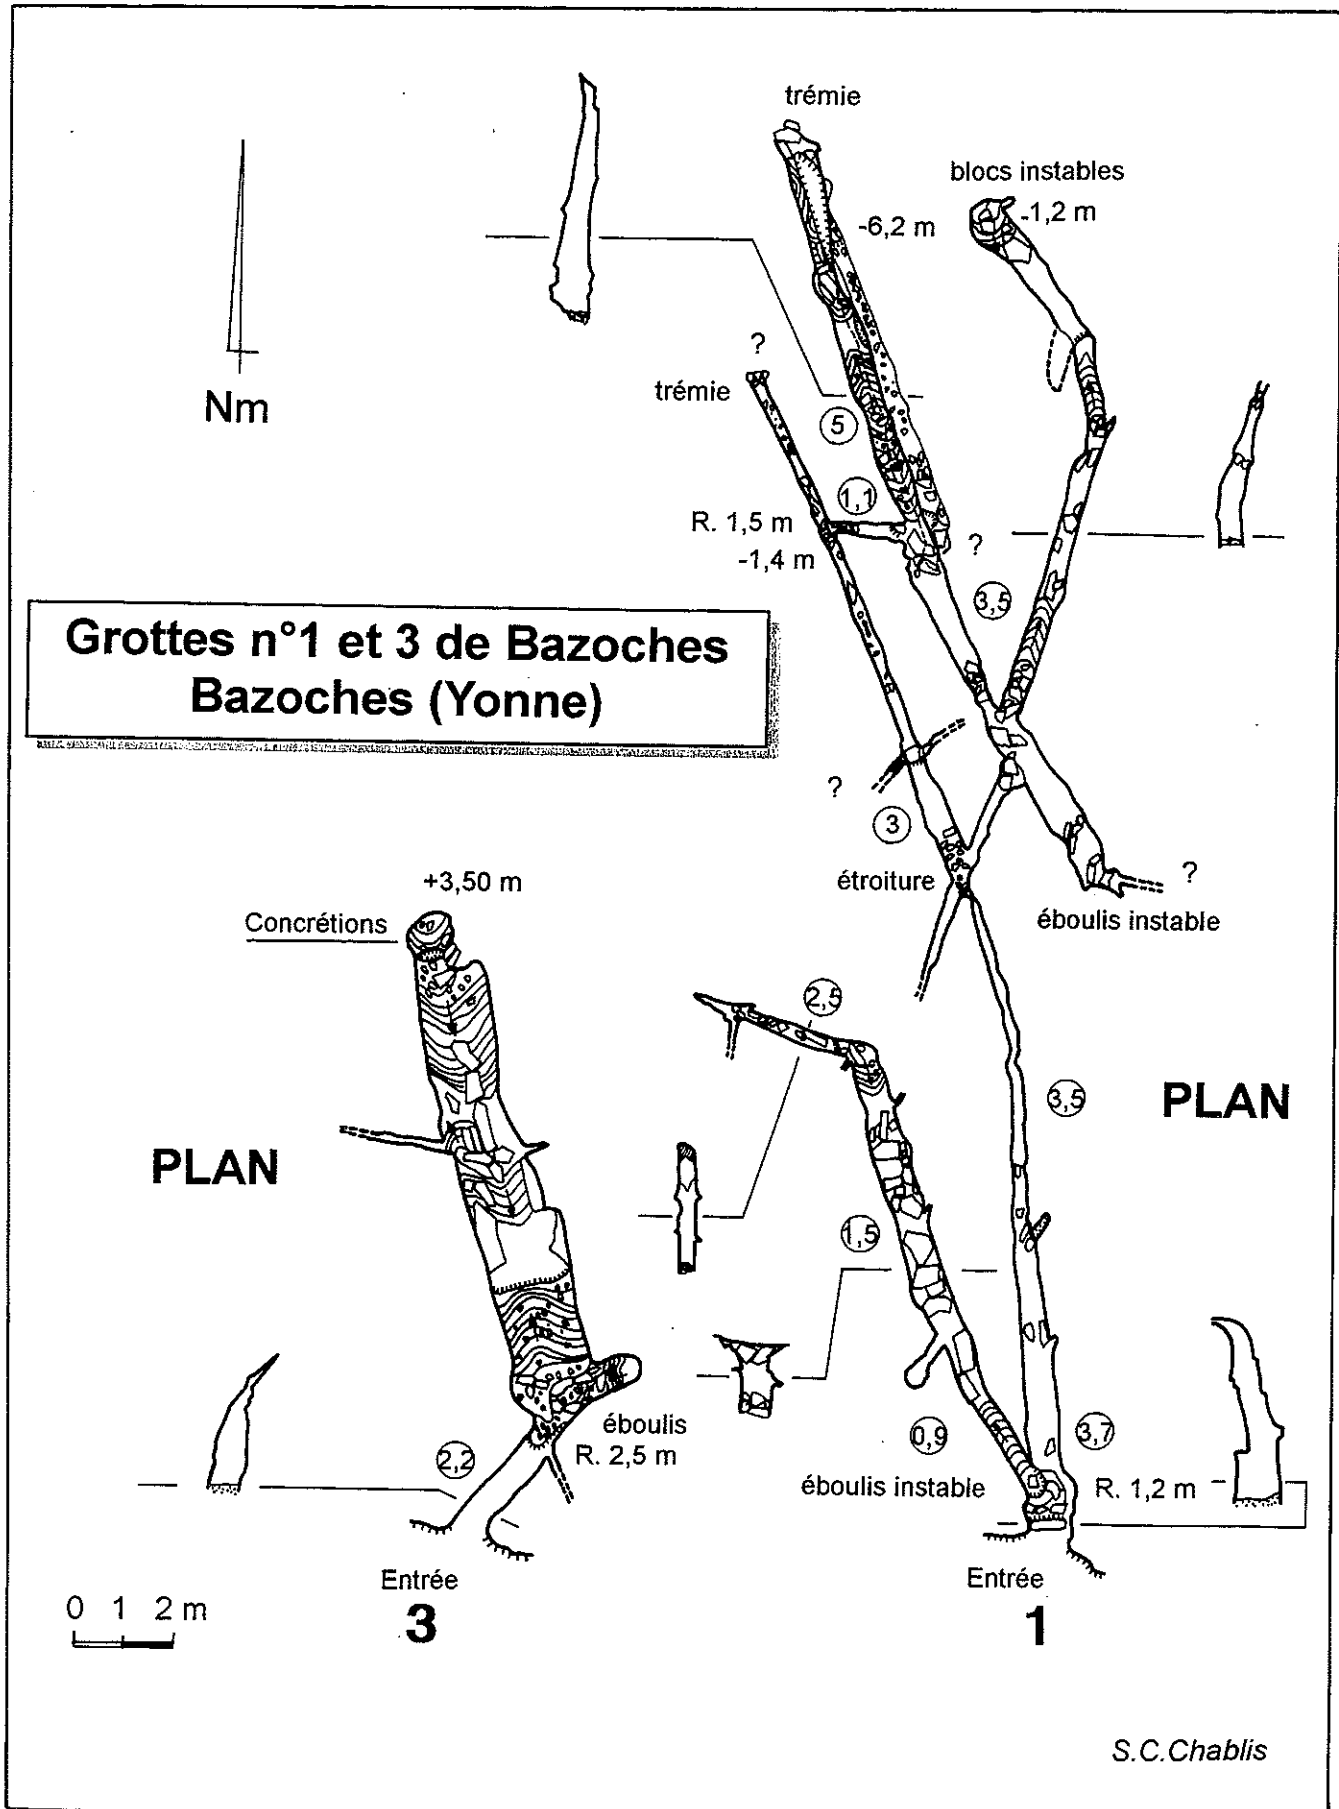 trémie
blocs instables
-1,2 m
-6,2 m
?
trémie
Nm
5
1,1
R. 1,5 m
-1,4 m
?
3,5
Grottes n°1 et 3 de Bazoches
Bazoches (Yonne)
?
3
étroiture
?
éboulis instable
+3,50 m
Concrétions
2,5
3,5
PLAN
PLAN
1,5
0,9
3,7
éboulis
R. 2,5 m
2,2
éboulis instable
R. 1,2 m
Entrée
3
Entrée
1
0 1 2 m
S.C.Chablis